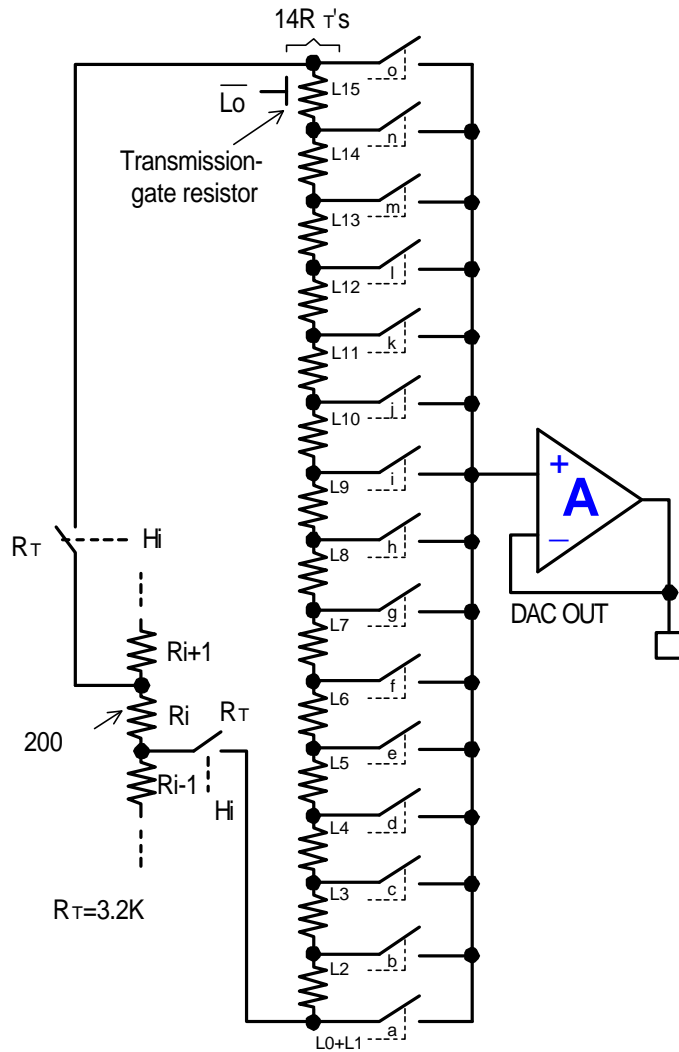 14R T's
o
Lo
L15
Transmission-
gate resistor
n
L14
m
L13
l
L12
k
L11
j
L10
i
L9
+
A
–
DAC OUT
RT
Hi
h
L8
g
L7
Ri+1
f
L6
Ri
RT
200
e
L5
Ri-1
Hi
d
L4
c
L3
RT=3.2K
b
L2
a
L0+L1